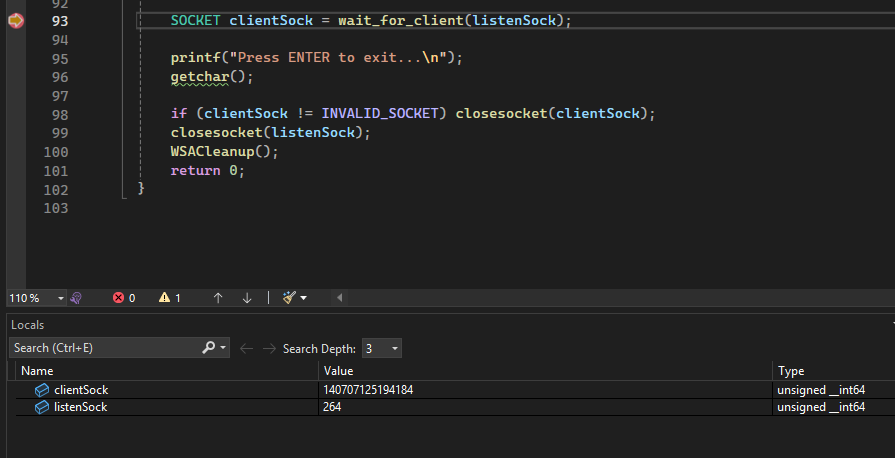 92
93 SOCKET clientSock = wait_for_client(listenSock);
94
95 printf("Press ENTER to exit...\n");
96 getchar();
97
98 if (clientSock != INVALID_SOCKET) closesocket(clientSock);
99 closesocket(listenSock);
100 WSACleanup();
101 return 0;
102 }
103
110 % 0 1
Locals
Search (Ctrl+E) Search Depth: 3
Name Value Type
clientSock 140707125194184 unsigned __int64
listenSock 264 unsigned __int64